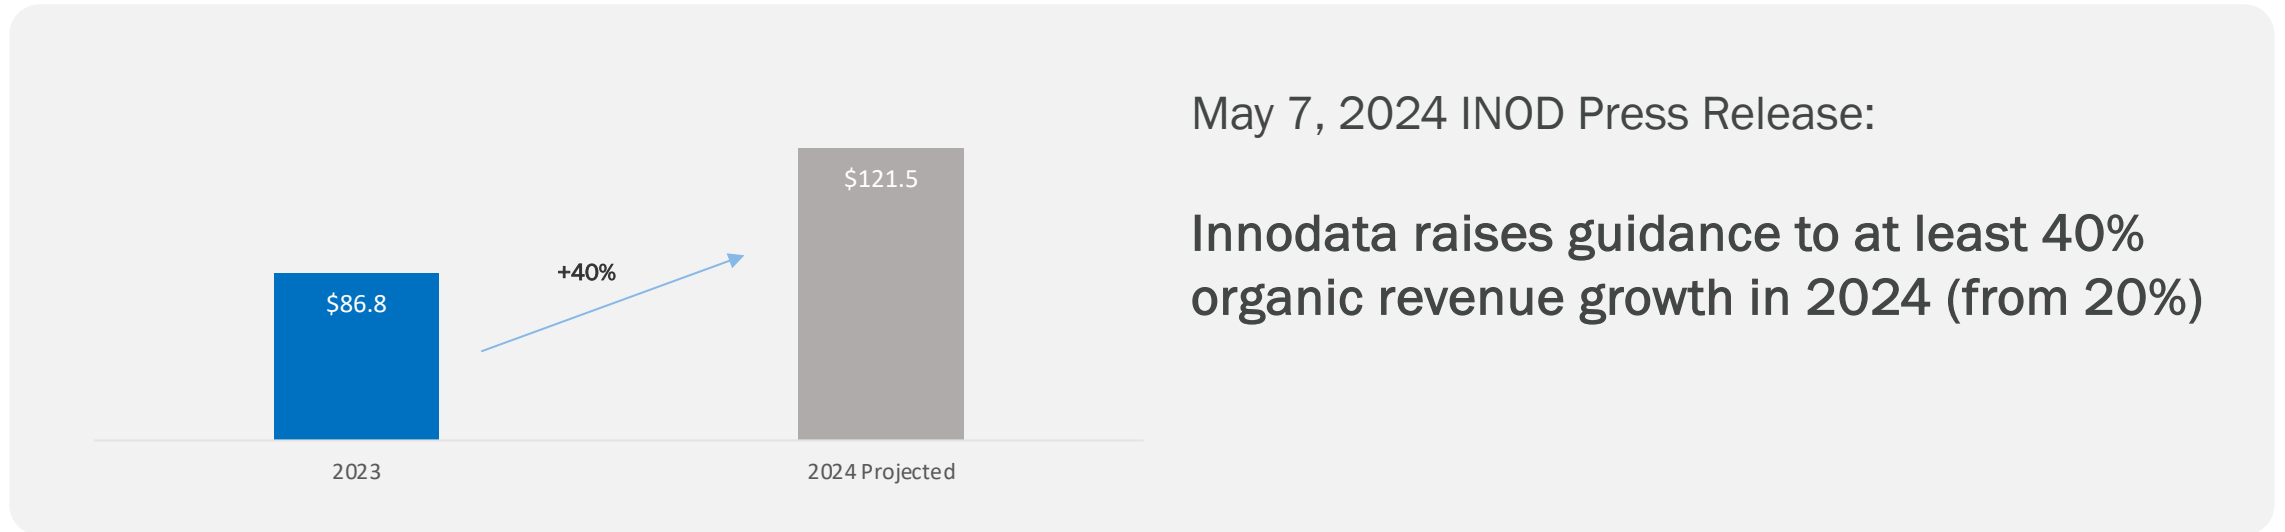 $86.8
+40%
$121.5
2023
2024 Projected
May 7, 2024 INOD Press Release:
Innodata raises guidance to at least 40%
organic revenue growth in 2024 (from 20%)